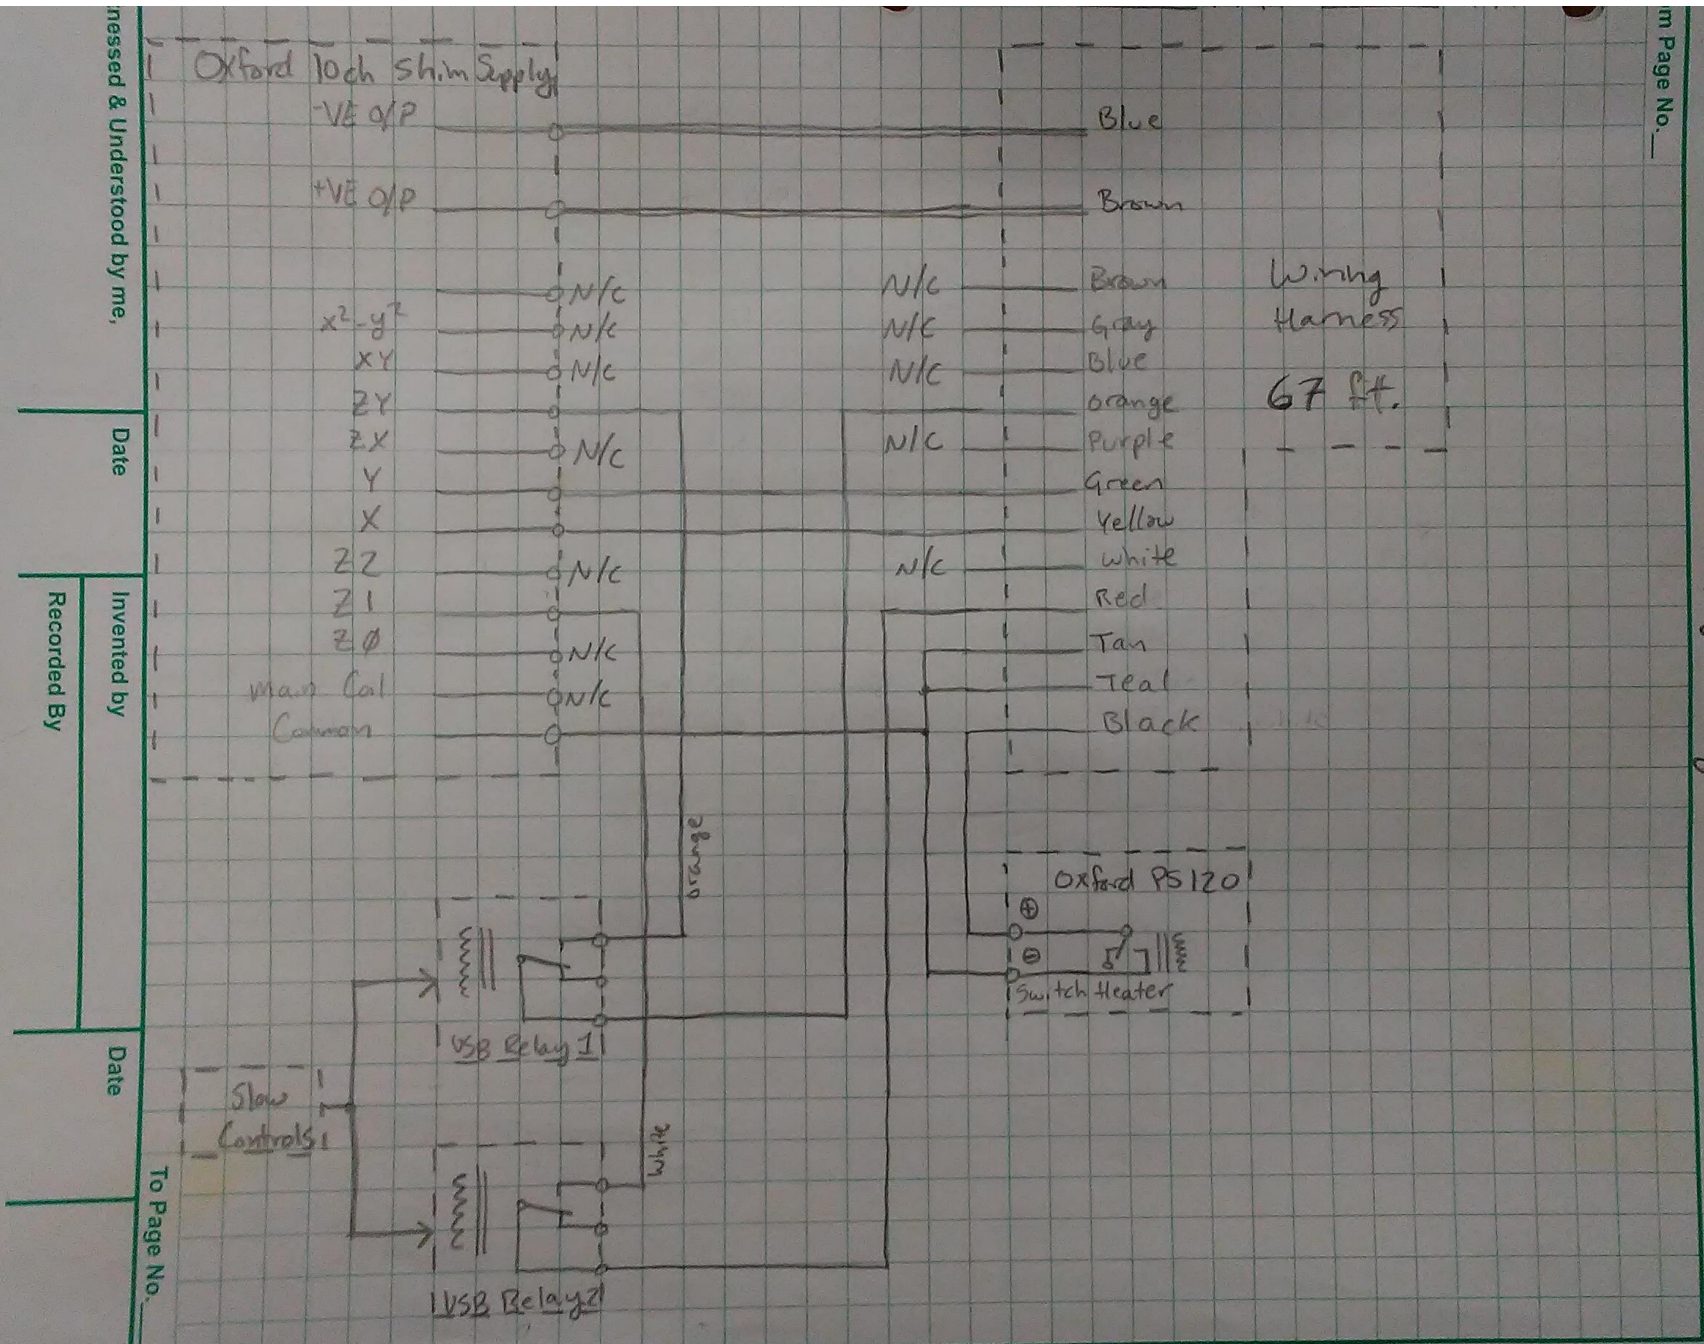 Oxford 10ch Shim Supply
-VE O/P
+VE O/P
x²-y²
XY
ZY
ZX
Y
X
Z2
Z1
ZØ
Man Cal
Common
N/C
N/C
N/C
N/C
N/C
N/C
N/C
N/C
N/C
N/C
N/C
N/C
Blue
Brown
Brown
Gray
Blue
Orange
Purple
Green
Yellow
White
Red
Tan
Teal
Black
Wiring
Harness
67 ft.
orange
white
Oxford PS120
⊕
⊖
Switch Heater
USB Relay 1
Slow
Controls
USB Relay 2
nessed & Understood by me,
Date
Invented by
Recorded By
Date
To Page No.
m Page No.